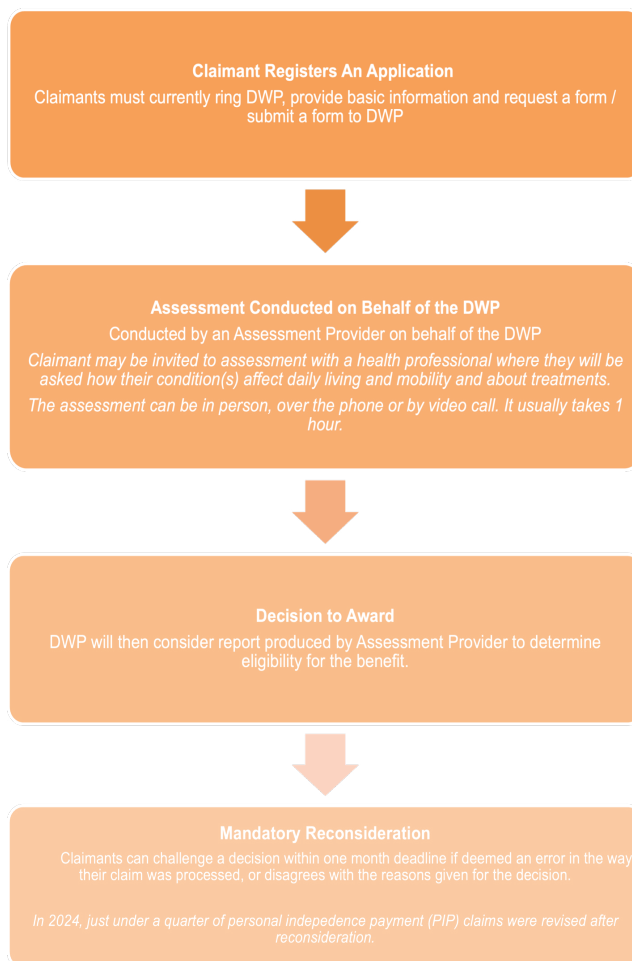 Claimant Registers An Application
Claimants must currently ring DWP, provide basic information and request a form /
submit a form to DWP
Assessment Conducted on Behalf of the DWP
Conducted by an Assessment Provider on behalf of the DWP
Claimant may be invited to assessment with a health professional where they will be
asked how their condition(s) affect daily living and mobility and about treatments.
The assessment can be in person, over the phone or by video call. It usually takes 1
hour.
Decision to Award
DWP will then consider report produced by Assessment Provider to determine
eligibility for the benefit.
Mandatory Reconsideration
Claimants can challenge a decision within one month deadline if deemed an error in the way
their claim was processed, or disagrees with the reasons given for the decision.
In 2024, just under a quarter of personal indepedence payment (PIP) claims were revised after
reconsideration.